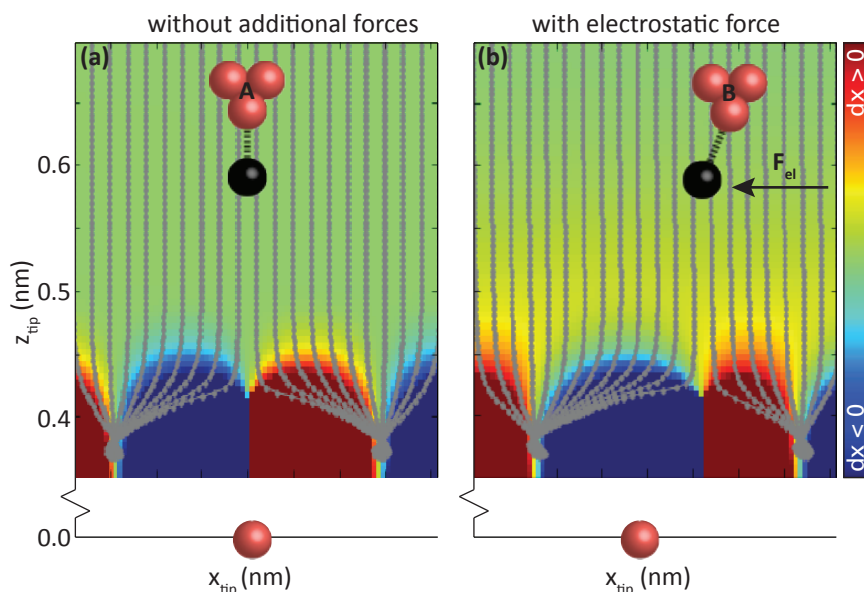 without additional forces
with electrostatic force
(a)
A
(b)
B
F_el
dx > 0
dx < 0
z_tip (nm)
0.6
0.5
0.4
0.0
x_tip (nm)
x_tip (nm)